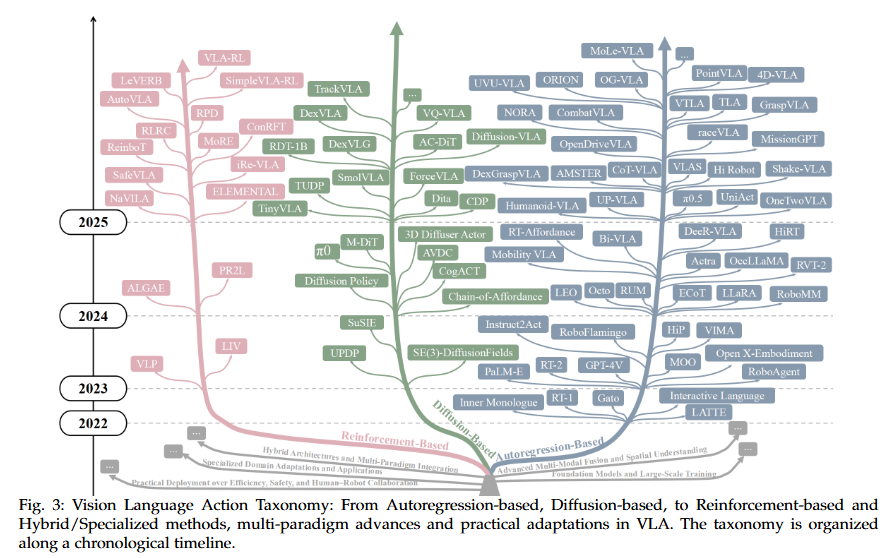 MoLe-VLA
...
VLA-RL
LeVERB
SimpleVLA-RL
AutoVLA
RPD
RLRC
ConRFT
MoRE
ReinboT
iRe-VLA
SafeVLA
ELEMENTAL
NaVILA
TrackVLA
...
DexVLA
VQ-VLA
RDT-1B
DexVLG
AC-DiT
Diffusion-VLA
SmolVLA
ForceVLA
TUDP
Dita
CDP
TinyVLA
UVU-VLA
ORION
OG-VLA
PointVLA
4D-VLA
NORA
CombatVLA
VTLA
TLA
GraspVLA
OpenDriveVLA
raceVLA
MissionGPT
DexGraspVLA
AMSTER
CoT-VLA
VLAS
Hi Robot
Shake-VLA
Humanoid-VLA
UP-VLA
π0.5
UniAct
OneTwoVLA
2025
M-DiT
3D Diffuser Actor
π0
AVDC
CogACT
Diffusion Policy
Chain-of-Affordance
RT-Affordance
Bi-VLA
DeeR-VLA
HiRT
Mobility VLA
Actra
OccLLaMA
RVT-2
LEO
Octo
RUM
ECoT
LLaRA
RoboMM
PR2L
ALGAE
2024
SuSIE
UPDP
SE(3)-DiffusionFields
Instruct2Act
RoboFlamingo
HiP
VIMA
PaLM-E
RT-2
GPT-4V
MOO
Open X-Embodiment
RoboAgent
LIV
VLP
2023
Inner Monologue
RT-1
Gato
Interactive Language
LATTE
2022
Reinforcement-Based
Diffusion-Based
Autoregression-Based
...
Hybrid Architectures and Multi-Paradigm Integration
...
Specialized Domain Adaptations and Applications
...
Practical Deployment over Efficiency, Safety, and Human–Robot Collaboration
Advanced Multi-Modal Fusion and Spatial Understanding
...
Foundation Models and Large-Scale Training
...
Fig. 3: Vision Language Action Taxonomy: From Autoregression-based, Diffusion-based, to Reinforcement-based and
Hybrid/Specialized methods, multi-paradigm advances and practical adaptations in VLA. The taxonomy is organized
along a chronological timeline.